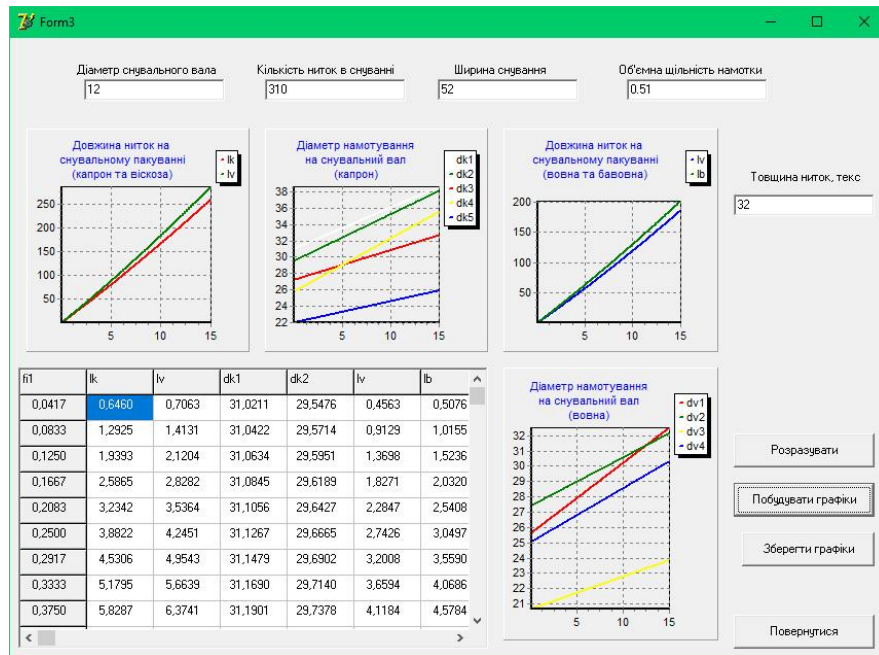 Form3
Діаметр снувального вала
12
Кількість ниток в снуванні
310
Ширина снування
52
Об'ємна щільність намотки
0.51
Товщина ниток, текс
32
Довжина ниток на
снувальному пакуванні
(капрон та віскоза)
lk
lv
250
200
150
100
50
5 10 15
Діаметр намотування
на снувальний вал
(капрон)
dk1
dk2
dk3
dk4
dk5
38
36
34
32
30
28
26
24
22
5 10 15
Довжина ниток на
снувальному пакуванні
(вовна та бавовна)
lv
lb
200
150
100
50
5 10 15
fi1 lk lv dk1 dk2 lv lb
0,0417 0,6460 0,7063 31,0211 29,5476 0,4563 0,5076
0,0833 1,2925 1,4131 31,0422 29,5714 0,9129 1,0155
0,1250 1,9393 2,1204 31,0634 29,5951 1,3698 1,5236
0,1667 2,5865 2,8282 31,0845 29,6189 1,8271 2,0320
0,2083 3,2342 3,5364 31,1056 29,6427 2,2847 2,5408
0,2500 3,8822 4,2451 31,1267 29,6665 2,7426 3,0497
0,2917 4,5306 4,9543 31,1479 29,6902 3,2008 3,5590
0,3333 5,1795 5,6639 31,1690 29,7140 3,6594 4,0686
0,3750 5,8287 6,3741 31,1901 29,7378 4,1184 4,5784
Діаметр намотування
на снувальний вал
(вовна)
dv1
dv2
dv3
dv4
32
31
30
29
28
27
26
25
24
23
22
21
5 10 15
Розразувати
Побудувати графіки
Зберегти графіки
Повернутися